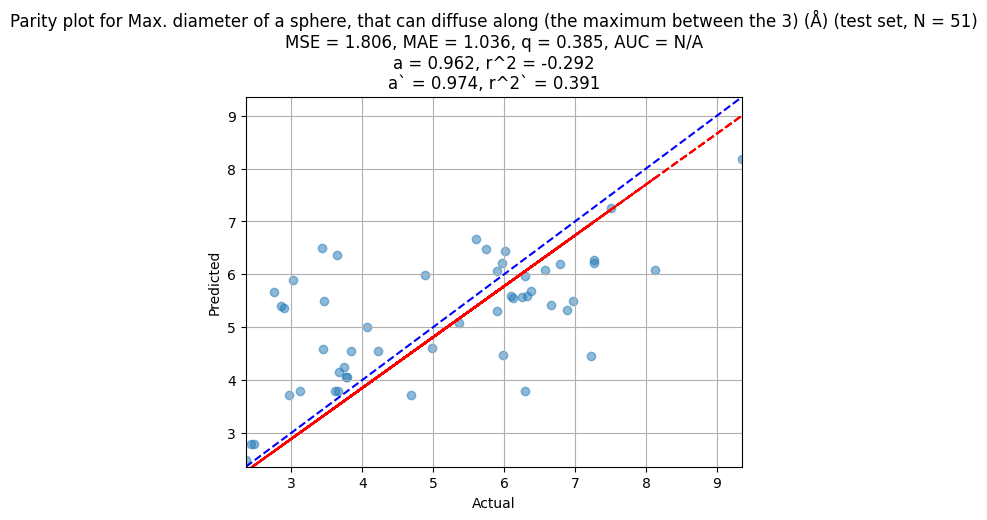 Parity plot for Max. diameter of a sphere, that can diffuse along (the maximum between the 3) (Å) (test set, N = 51)
MSE = 1.806, MAE = 1.036, q = 0.385, AUC = N/A
a = 0.962, r^2 = -0.292
a` = 0.974, r^2` = 0.391
9
8
7
6
5
4
3
Predicted
3 4 5 6 7 8 9
Actual